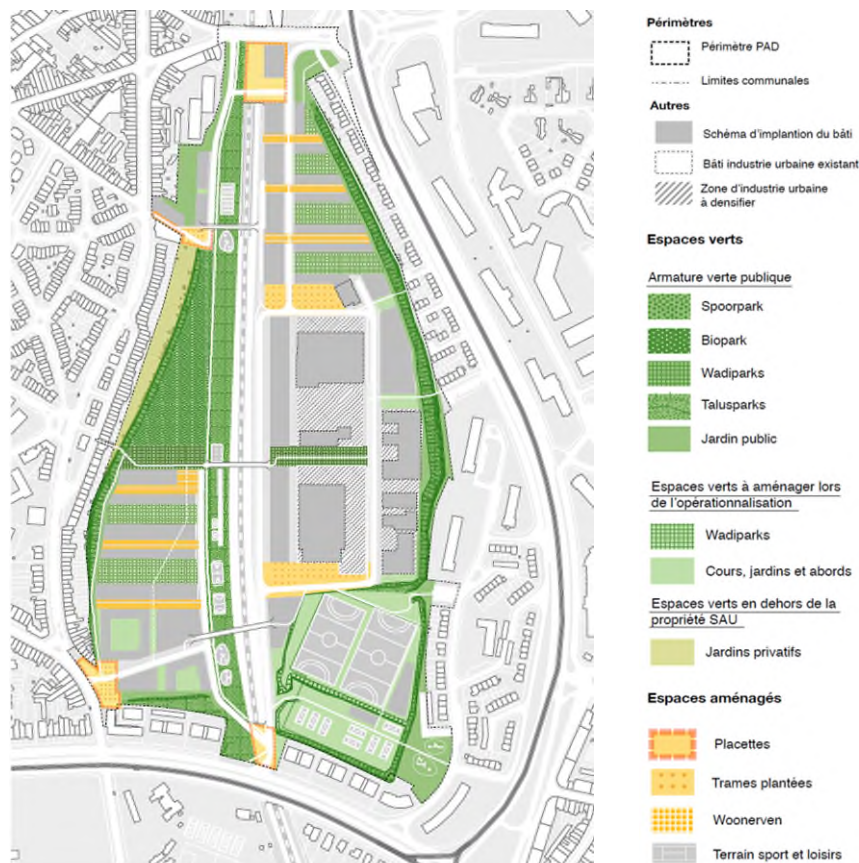 Périmètres
Périmètre PAD
Limites communales
Autres
Schéma d'implantion du bâti
Bâti industrie urbaine existant
Zone d'industrie urbaine
à densifier
Espaces verts
Armature verte publique
Spoorpark
Biopark
Wadiparks
Talusparks
Jardin public
Espaces verts à aménager lors
de l'opérationnalisation
Wadiparks
Cours, jardins et abords
Espaces verts en dehors de la
propriété SAU
Jardins privatifs
Espaces aménagés
Placettes
Trames plantées
Woonerven
Terrain sport et loisirs